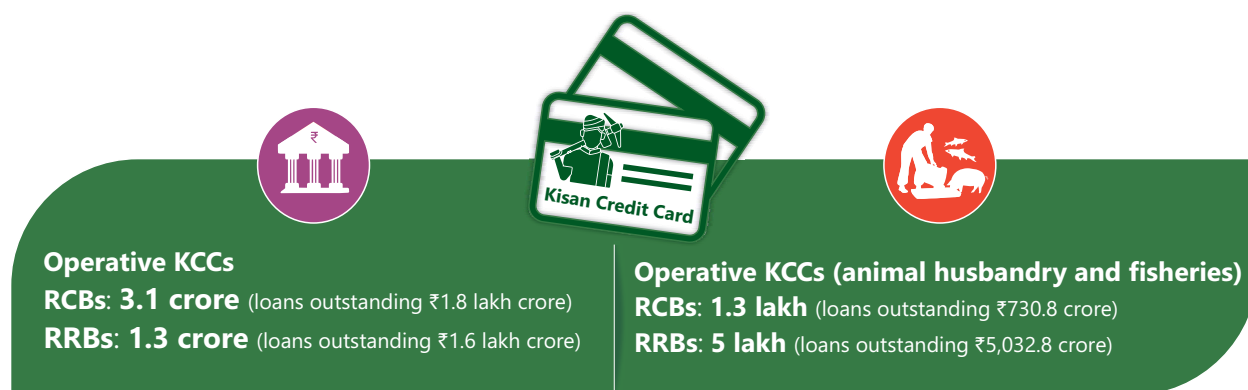 ₹
Kisan Credit Card
Operative KCCs
RCBs: 3.1 crore (loans outstanding ₹1.8 lakh crore)
RRBs: 1.3 crore (loans outstanding ₹1.6 lakh crore)
Operative KCCs (animal husbandry and fisheries)
RCBs: 1.3 lakh (loans outstanding ₹730.8 crore)
RRBs: 5 lakh (loans outstanding ₹5,032.8 crore)